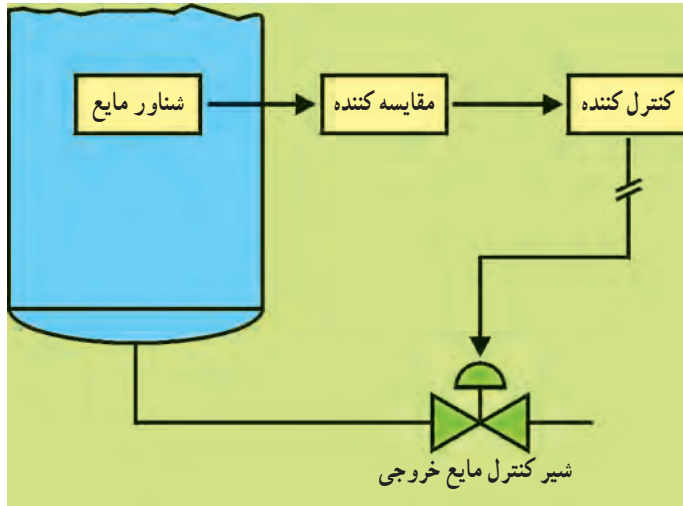 کنترل کننده
مقایسه کننده
شناور مایع
شیر کنترل مایع خروجی